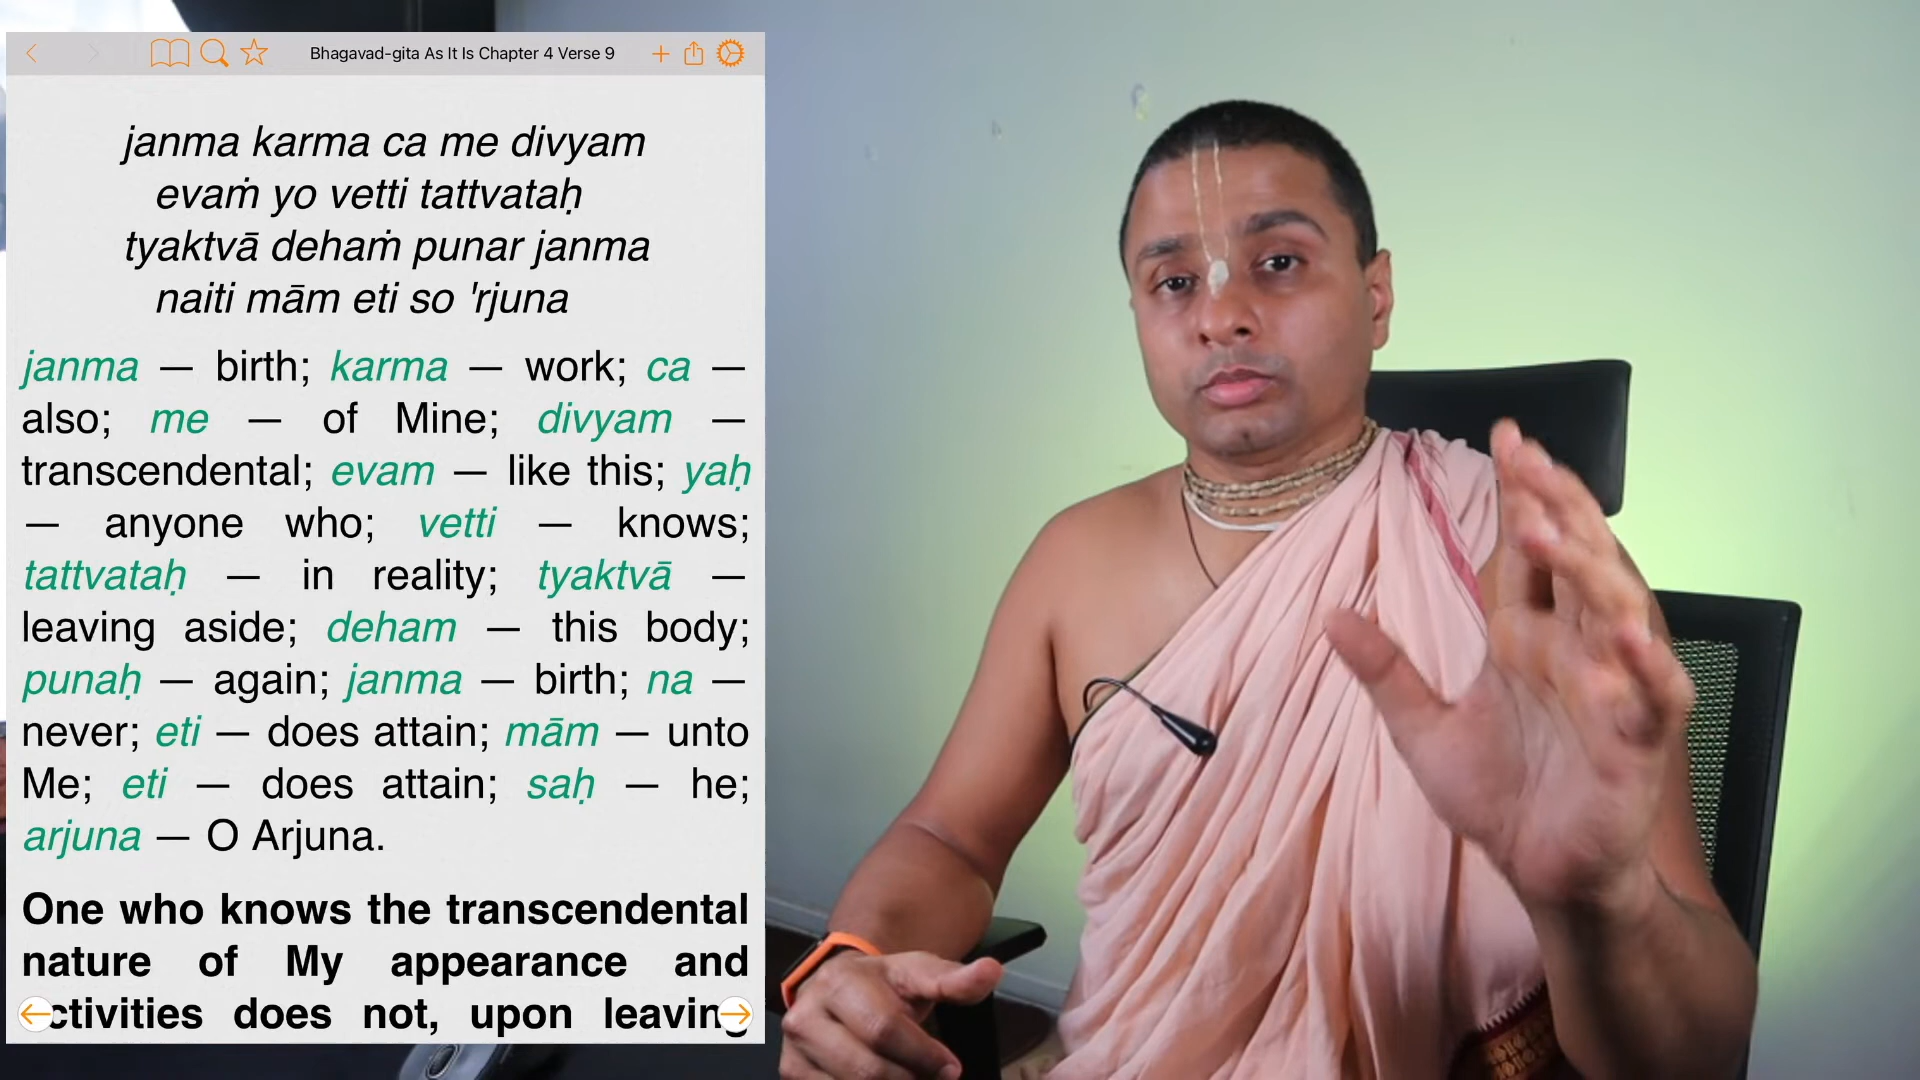 Bhagavad-gita As It Is Chapter 4 Verse 9
janma karma ca me divyam
evaṁ yo vetti tattvataḥ
tyaktvā dehaṁ punar janma
naiti mām eti so 'rjuna
janma — birth; karma — work; ca —
also; me — of Mine; divyam —
transcendental; evam — like this; yaḥ
— anyone who; vetti — knows;
tattvataḥ — in reality; tyaktvā —
leaving aside; deham — this body;
punaḥ — again; janma — birth; na —
never; eti — does attain; mām — unto
Me; eti — does attain; saḥ — he;
arjuna — O Arjuna.
One who knows the transcendental
nature of My appearance and
activities does not, upon leaving